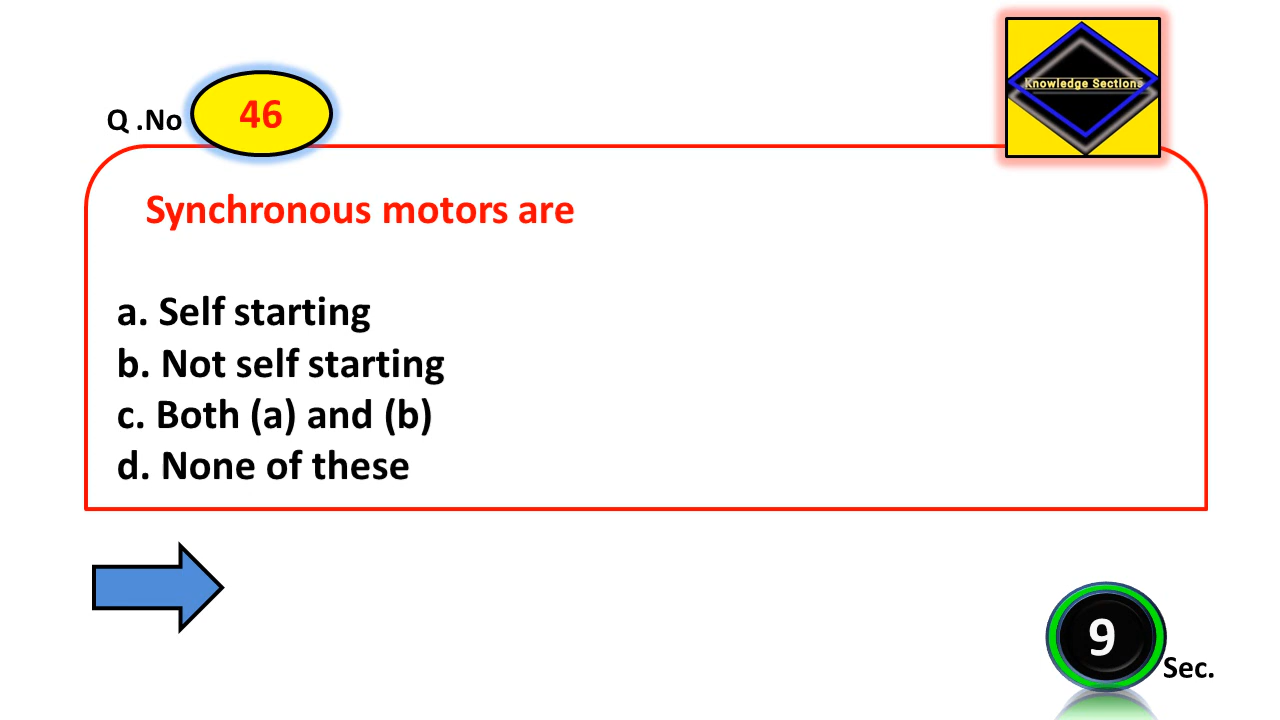 Knowledge Sections
Q .No 46
Synchronous motors are
a. Self starting
b. Not self starting
c. Both (a) and (b)
d. None of these
9 Sec.